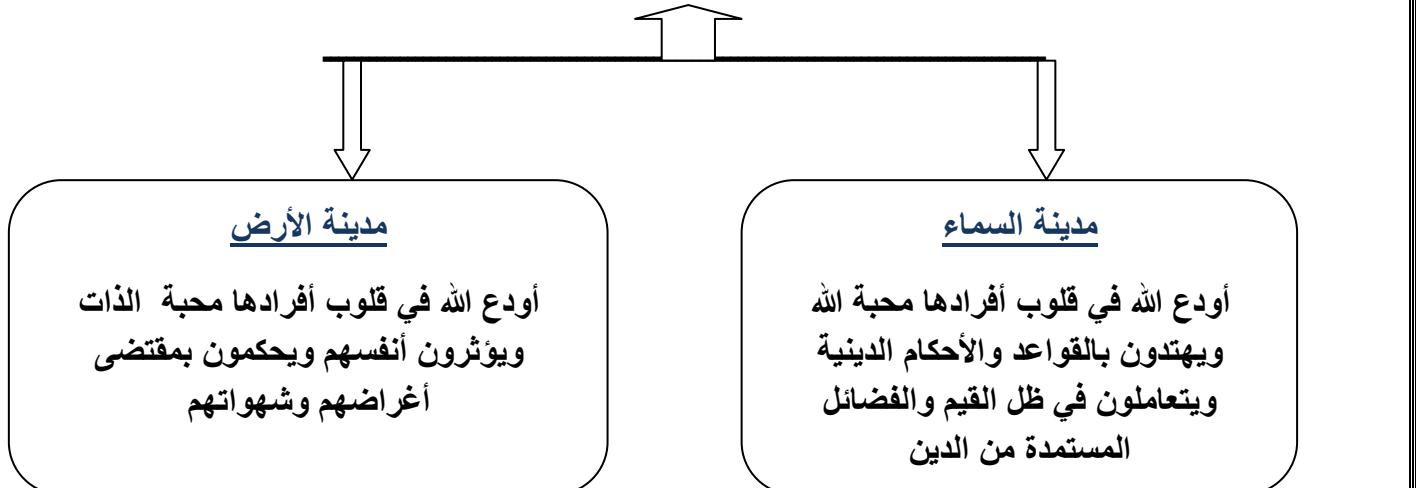 مدينة السماء
أودع الله في قلوب أفرادها محبة الله
ويهتدون بالقواعد والأحكام الدينية
ويتعاملون في ظل القيم والفضائل
المستمدة من الدين
مدينة الأرض
أودع الله في قلوب أفرادها محبة الذات
ويؤثرون أنفسهم ويحكمون بمقتضى
أغراضهم وشهواتهم